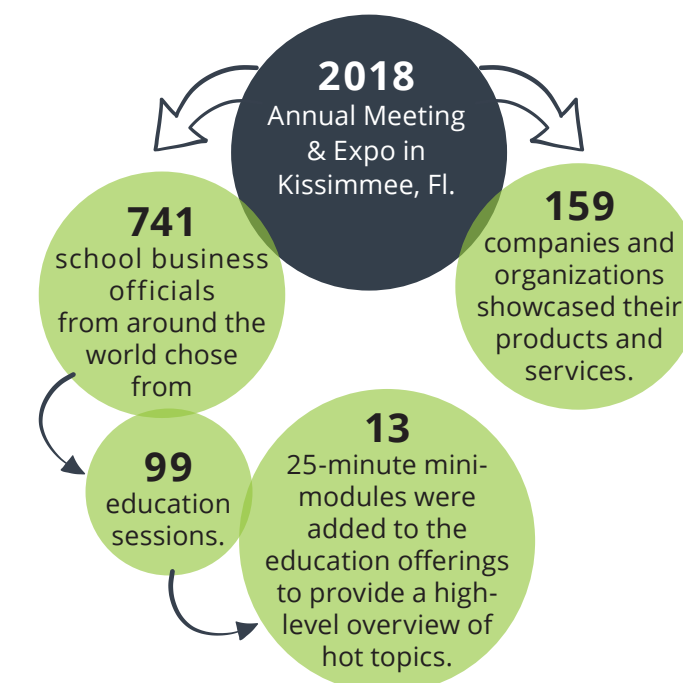 2018
Annual Meeting
& Expo in
Kissimmee, Fl.
741
school business
officials
from around the
world chose
from
99
education
sessions.
13
25-minute mini-
modules were
added to the
education offerings
to provide a high-
level overview of
hot topics.
159
companies and
organizations
showcased their
products and
services.